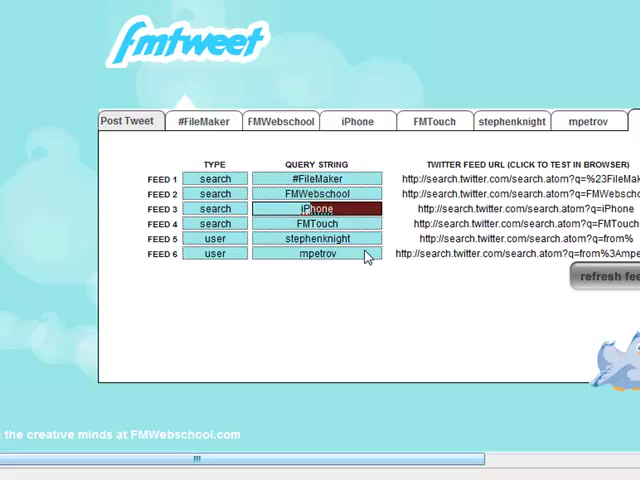 fmtweet
Post Tweet #FileMaker FMWebschool iPhone FMTouch stephenknight mpetrov
TYPE QUERY STRING TWITTER FEED URL (CLICK TO TEST IN BROWSER)
FEED 1 search #FileMaker http://search.twitter.com/search.atom?q=%23FileMak
FEED 2 search FMWebschool http://search.twitter.com/search.atom?q=FMWebscho
FEED 3 search iPhone http://search.twitter.com/search.atom?q=iPhone
FEED 4 search FMTouch http://search.twitter.com/search.atom?q=FMTouch
FEED 5 user stephenknight http://search.twitter.com/search.atom?q=from%
FEED 6 user mpetrov http://search.twitter.com/search.atom?q=from%3Ampe
refresh fee
the creative minds at FMWebschool.com